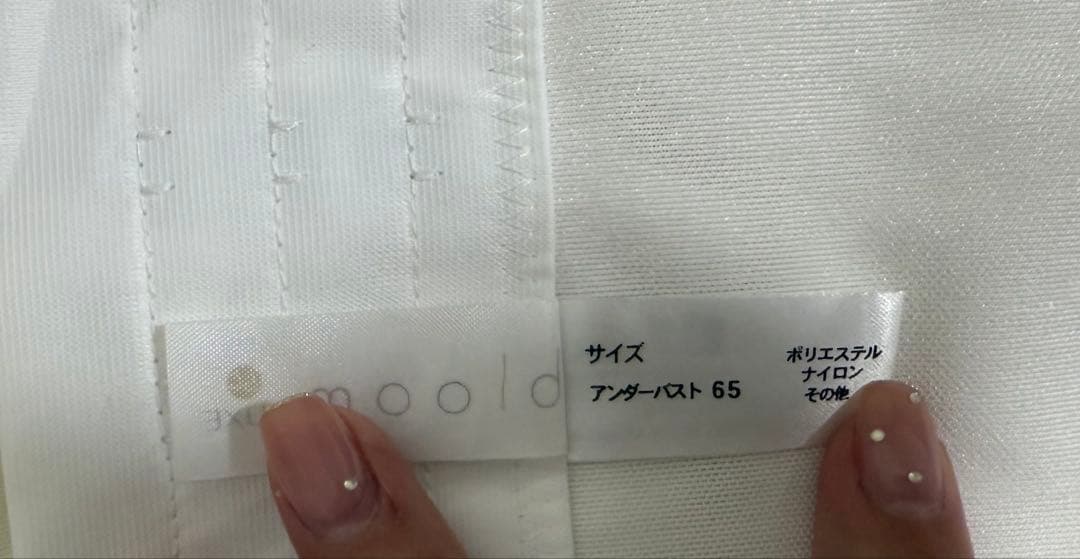 moold
サイズ
アンダーバスト 65
ポリエステル
ナイロン
その他